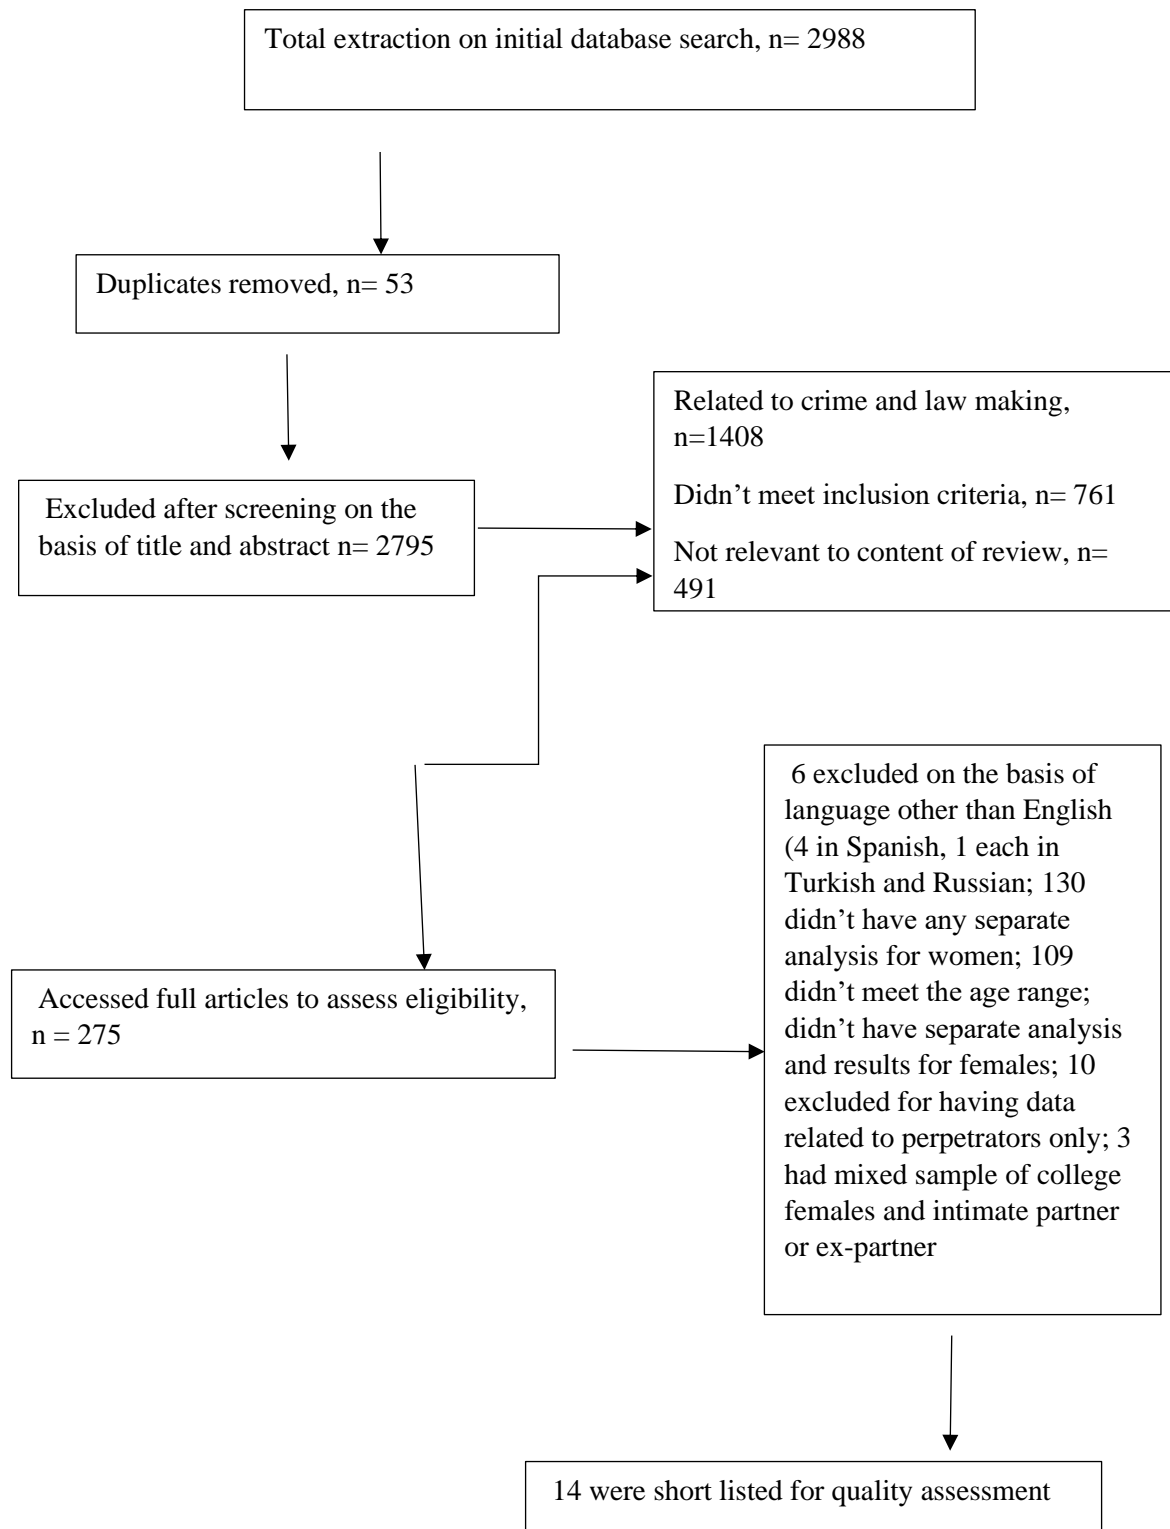 Total extraction on initial database search, n= 2988
Duplicates removed, n= 53
Related to crime and law making,
n=1408
Didn’t meet inclusion criteria, n= 761
Not relevant to content of review, n=
491
Excluded after screening on the
basis of title and abstract n= 2795
6 excluded on the basis of
language other than English
(4 in Spanish, 1 each in
Turkish and Russian; 130
didn’t have any separate
analysis for women; 109
didn’t meet the age range;
didn’t have separate analysis
and results for females; 10
excluded for having data
related to perpetrators only; 3
had mixed sample of college
females and intimate partner
or ex-partner
Accessed full articles to assess eligibility,
n = 275
14 were short listed for quality assessment